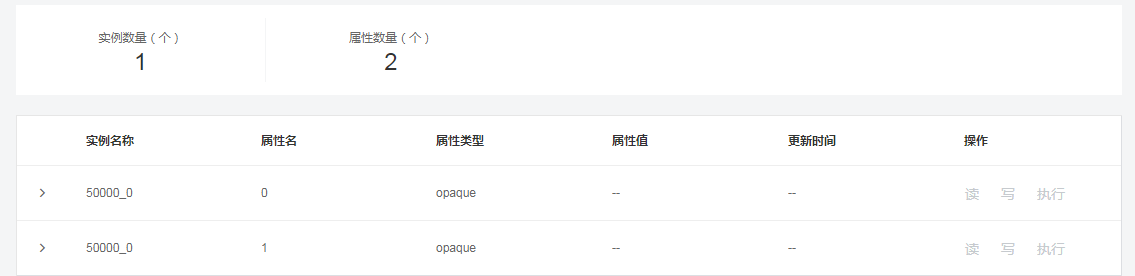 实例数量（个） 属性数量（个）
1 2
实例名称 属性名 属性类型 属性值 更新时间 操作
50000_0 0 opaque -- -- 读 写 执行
50000_0 1 opaque -- -- 读 写 执行